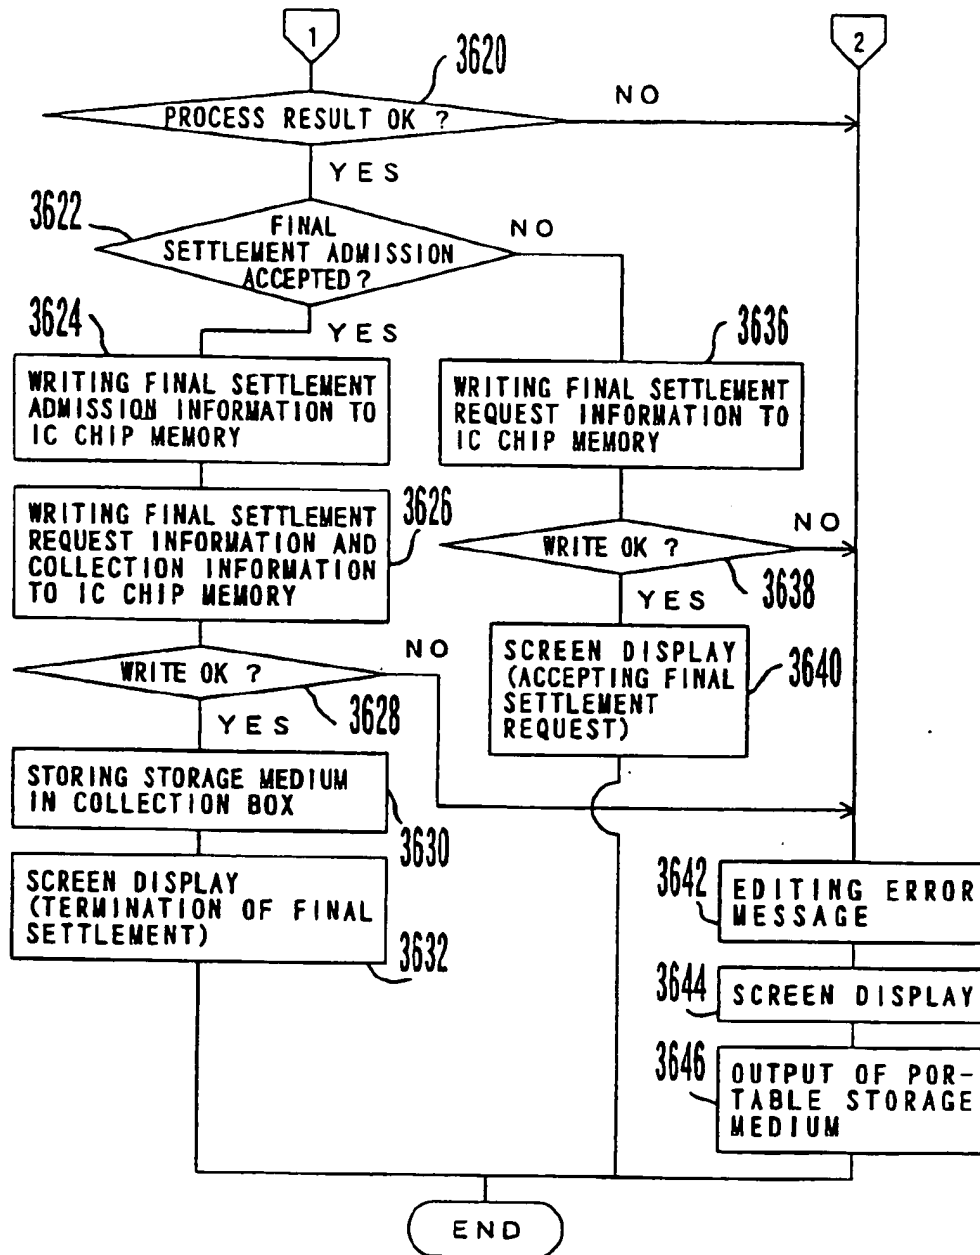 1
2
3620
PROCESS RESULT OK ?
NO
YES
3622
FINAL
SETTLEMENT ADMISSION
ACCEPTED ?
NO
YES
3624
WRITING FINAL SETTLEMENT
ADMISSION INFORMATION TO
IC CHIP MEMORY
3636
WRITING FINAL SETTLEMENT
REQUEST INFORMATION TO
IC CHIP MEMORY
3626
WRITING FINAL SETTLEMENT
REQUEST INFORMATION AND
COLLECTION INFORMATION
TO IC CHIP MEMORY
WRITE OK ?
NO
3638
YES
WRITE OK ?
NO
3628
YES
SCREEN DISPLAY
(ACCEPTING FINAL
SETTLEMENT
REQUEST)
3640
STORING STORAGE MEDIUM
IN COLLECTION BOX
3630
SCREEN DISPLAY
(TERMINATION OF FINAL
SETTLEMENT)
3632
3642
EDITING ERROR
MESSAGE
3644
SCREEN DISPLAY
3646
OUTPUT OF POR-
TABLE STORAGE
MEDIUM
END